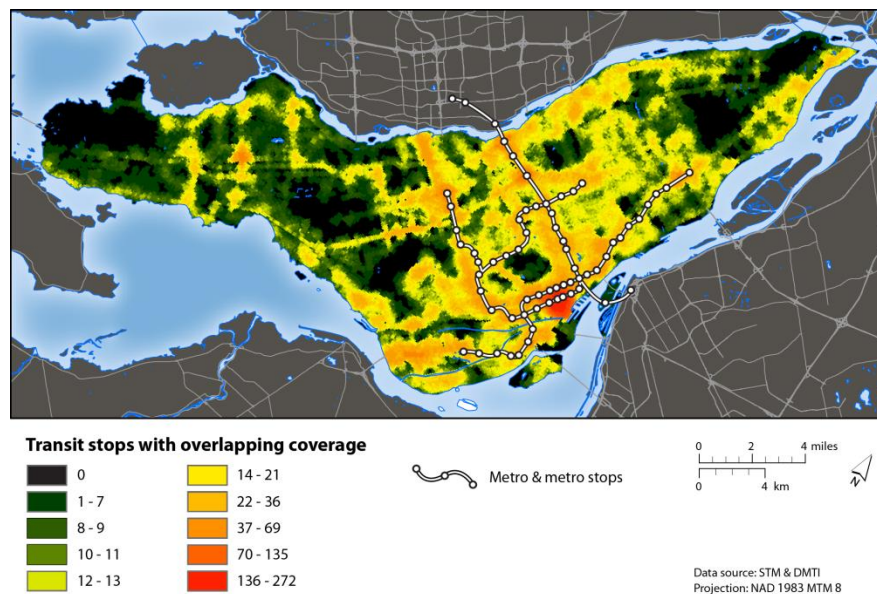 Transit stops with overlapping coverage
0
1 - 7
8 - 9
10 - 11
12 - 13
14 - 21
22 - 36
37 - 69
70 - 135
136 - 272
Metro & metro stops
0 2 4 miles
0 4 km
N
Data source: STM & DMTI
Projection: NAD 1983 MTM 8